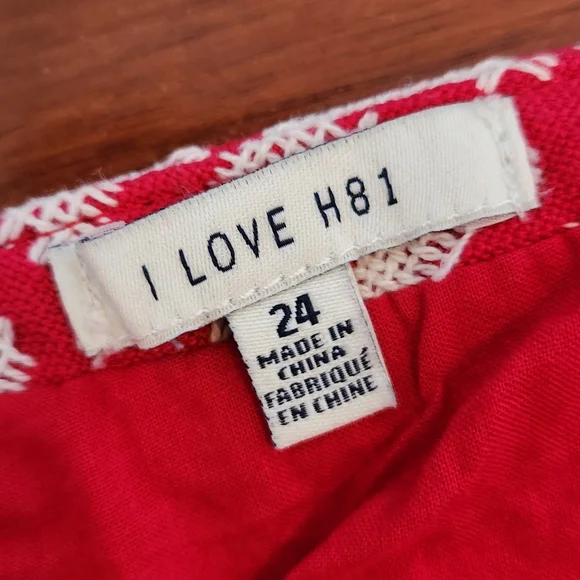 I LOVE H81
24
MADE IN
CHINA
FABRIQUÉ
EN CHINE